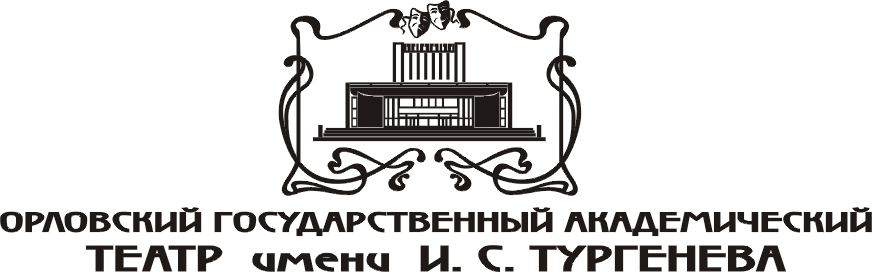 ОРЛОВСКИЙ ГОСУДАРСТВЕННЫЙ АКАДЕМИЧЕСКИЙ
ТЕАТР имени И. С. ТУРГЕНЕВА